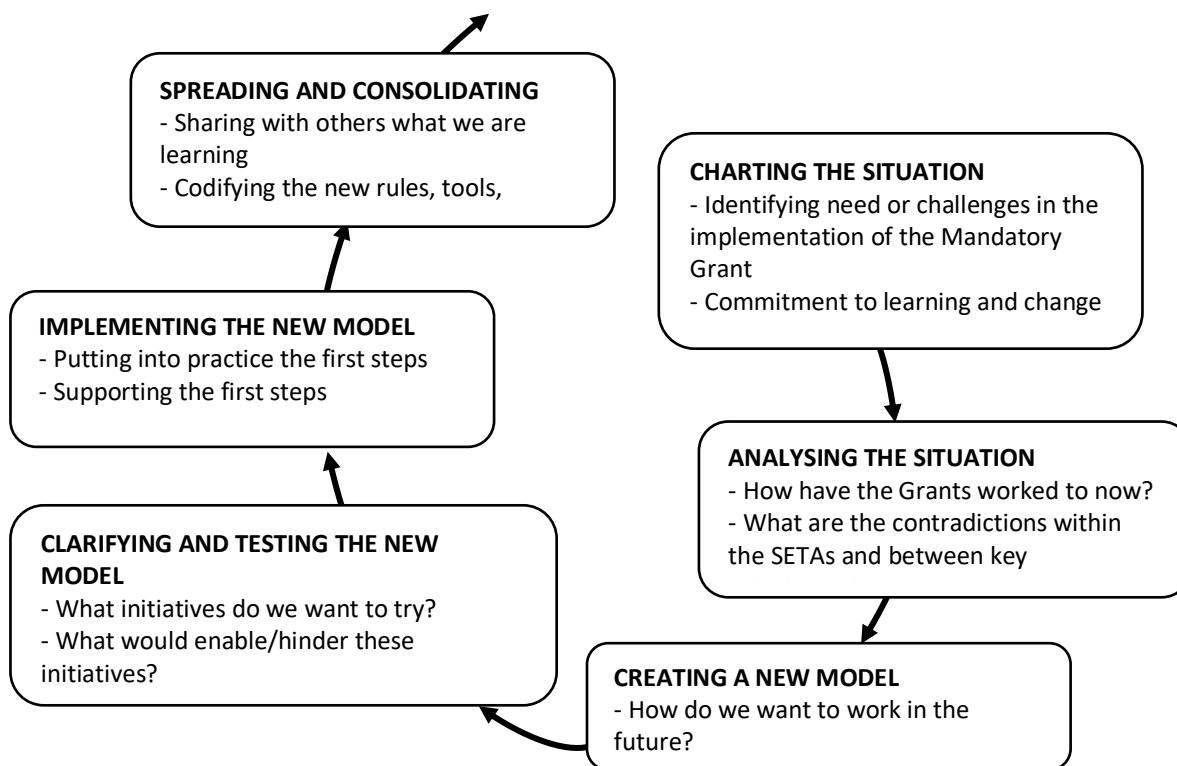 SPREADING AND CONSOLIDATING
- Sharing with others what we are
learning
- Codifying the new rules, tools,
CHARTING THE SITUATION
- Identifying need or challenges in the
implementation of the Mandatory
Grant
- Commitment to learning and change
IMPLEMENTING THE NEW MODEL
- Putting into practice the first steps
- Supporting the first steps
ANALYSING THE SITUATION
- How have the Grants worked to now?
- What are the contradictions within
the SETAs and between key
CLARIFYING AND TESTING THE NEW
MODEL
- What initiatives do we want to try?
- What would enable/hinder these
initiatives?
CREATING A NEW MODEL
- How do we want to work in the
future?